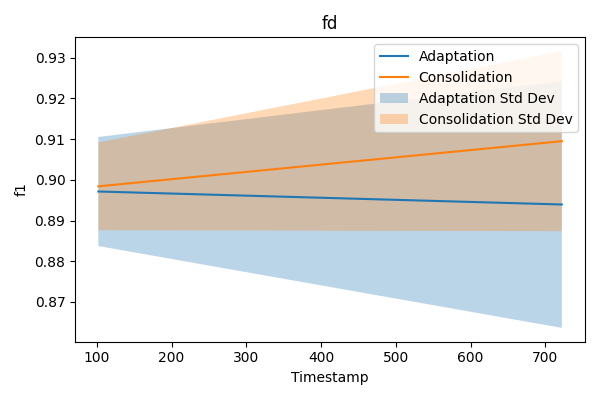 fd
Adaptation
Consolidation
Adaptation Std Dev
Consolidation Std Dev
0.93
0.92
0.91
0.90
0.89
0.88
0.87
f1
100 200 300 400 500 600 700
Timestamp